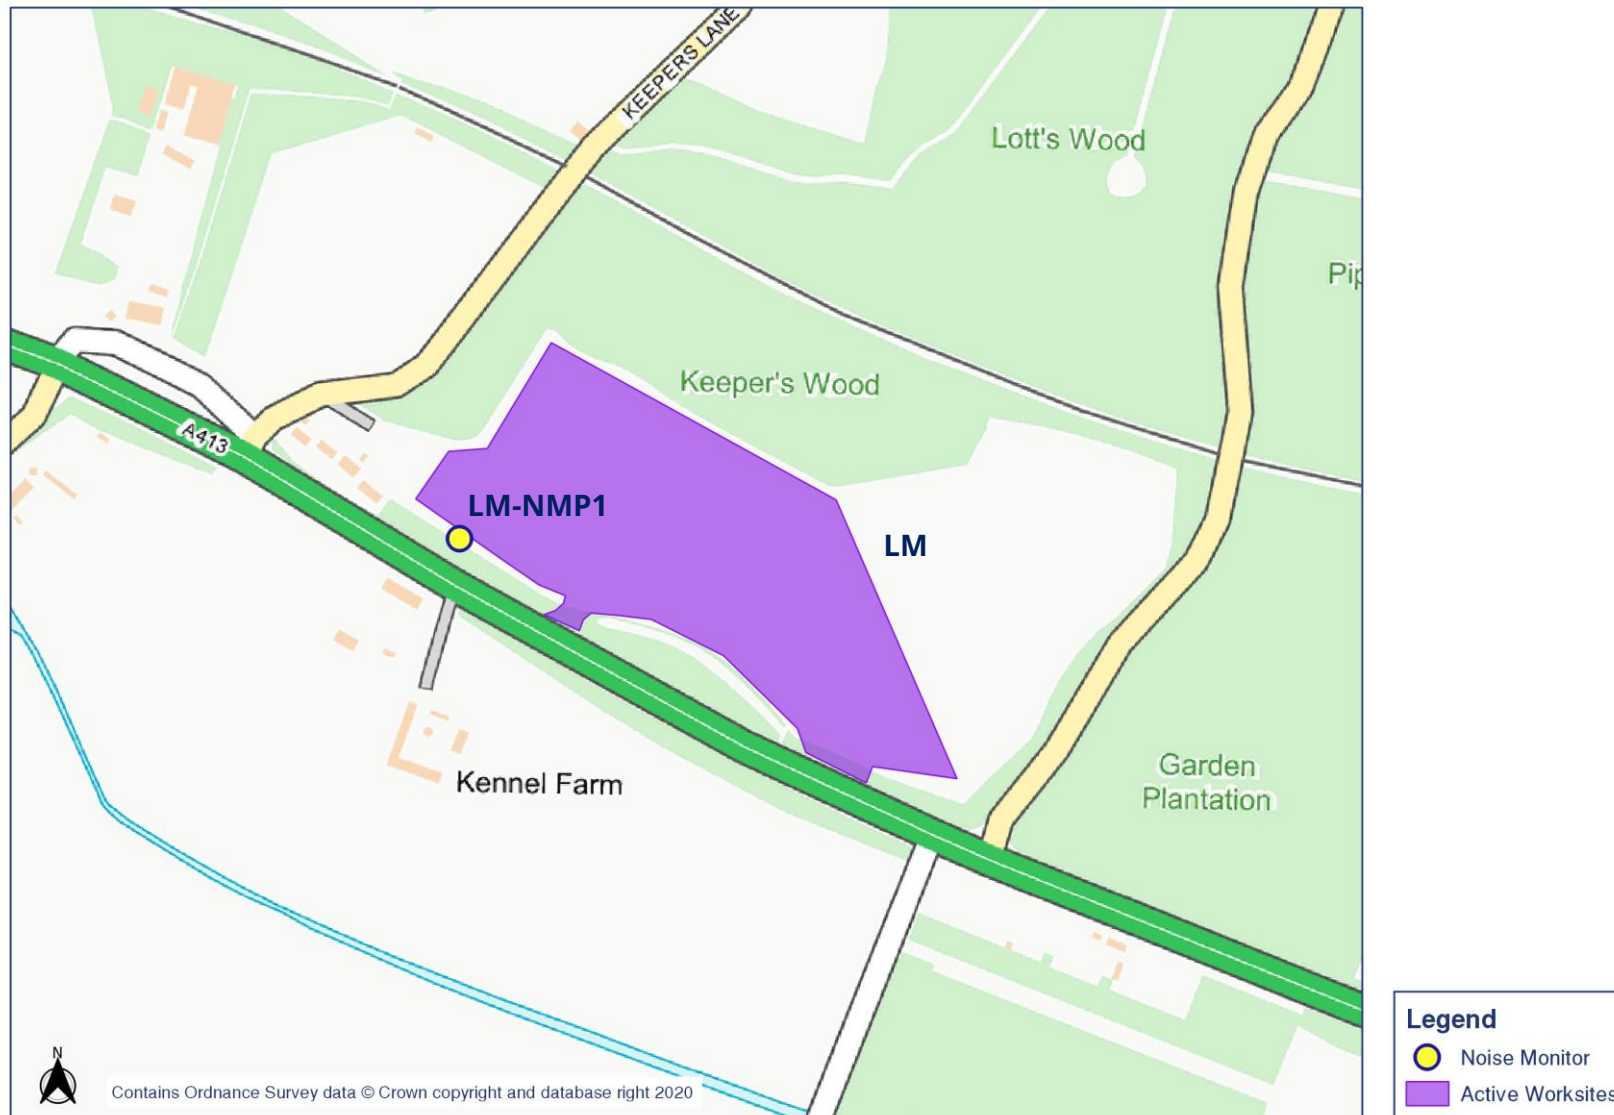 KEEPERS LANE
Lott's Wood
Pip
Keeper's Wood
A413
LM-NMP1
LM
Kennel Farm
Garden
Plantation
N
Contains Ordnance Survey data © Crown copyright and database right 2020
Legend
Noise Monitor
Active Worksites